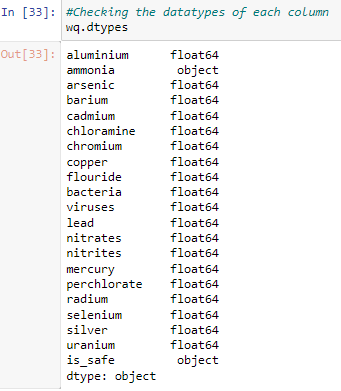 In [33]: #Checking the datatypes of each column
wq.dtypes
Out[33]: aluminium float64
ammonia object
arsenic float64
barium float64
cadmium float64
chloramine float64
chromium float64
copper float64
flouride float64
bacteria float64
viruses float64
lead float64
nitrates float64
nitrites float64
mercury float64
perchlorate float64
radium float64
selenium float64
silver float64
uranium float64
is_safe object
dtype: object